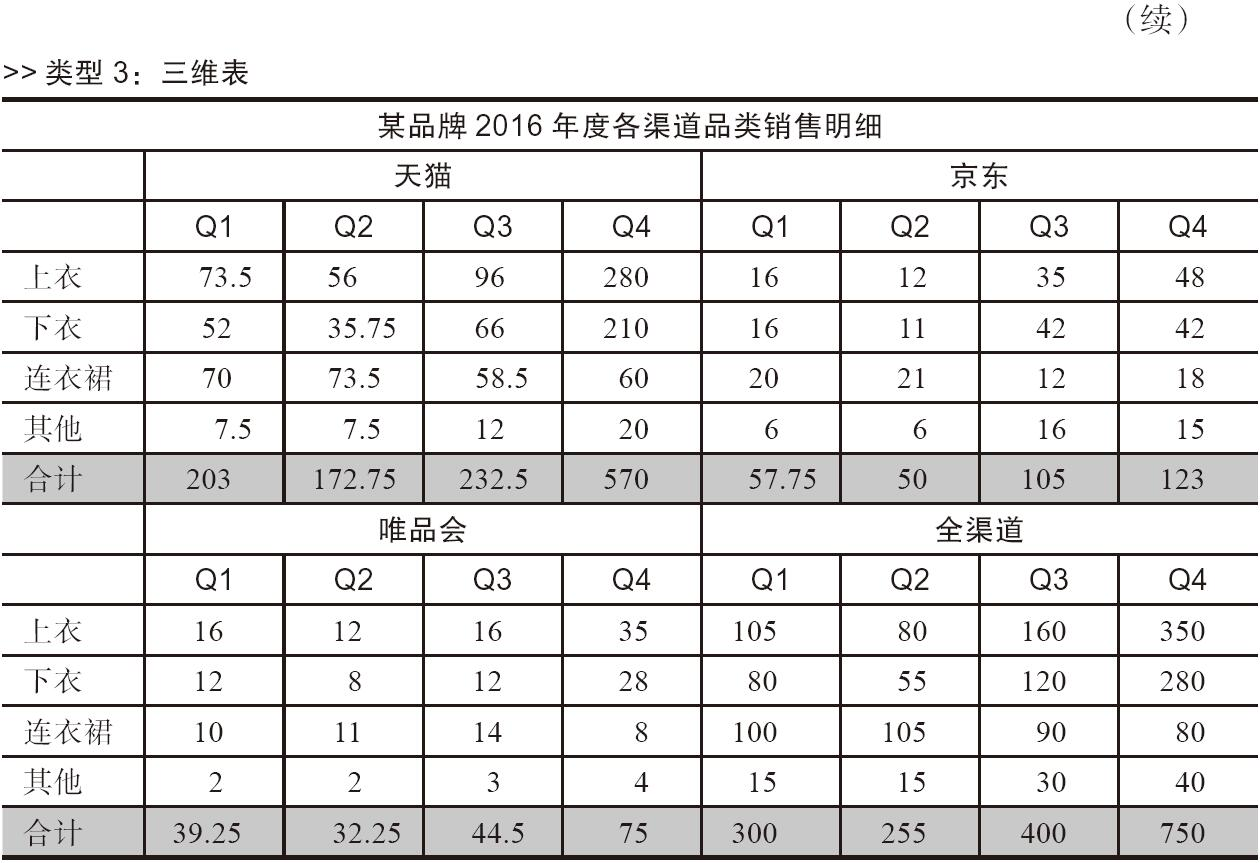 （续）
>> 类型 3：三维表
某品牌 2016 年度各渠道品类销售明细
天猫 京东
Q1 Q2 Q3 Q4 Q1 Q2 Q3 Q4
上衣 73.5 56 96 280 16 12 35 48
下衣 52 35.75 66 210 16 11 42 42
连衣裙 70 73.5 58.5 60 20 21 12 18
其他 7.5 7.5 12 20 6 6 16 15
合计 203 172.75 232.5 570 57.75 50 105 123
唯品会 全渠道
Q1 Q2 Q3 Q4 Q1 Q2 Q3 Q4
上衣 16 12 16 35 105 80 160 350
下衣 12 8 12 28 80 55 120 280
连衣裙 10 11 14 8 100 105 90 80
其他 2 2 3 4 15 15 30 40
合计 39.25 32.25 44.5 75 300 255 400 750